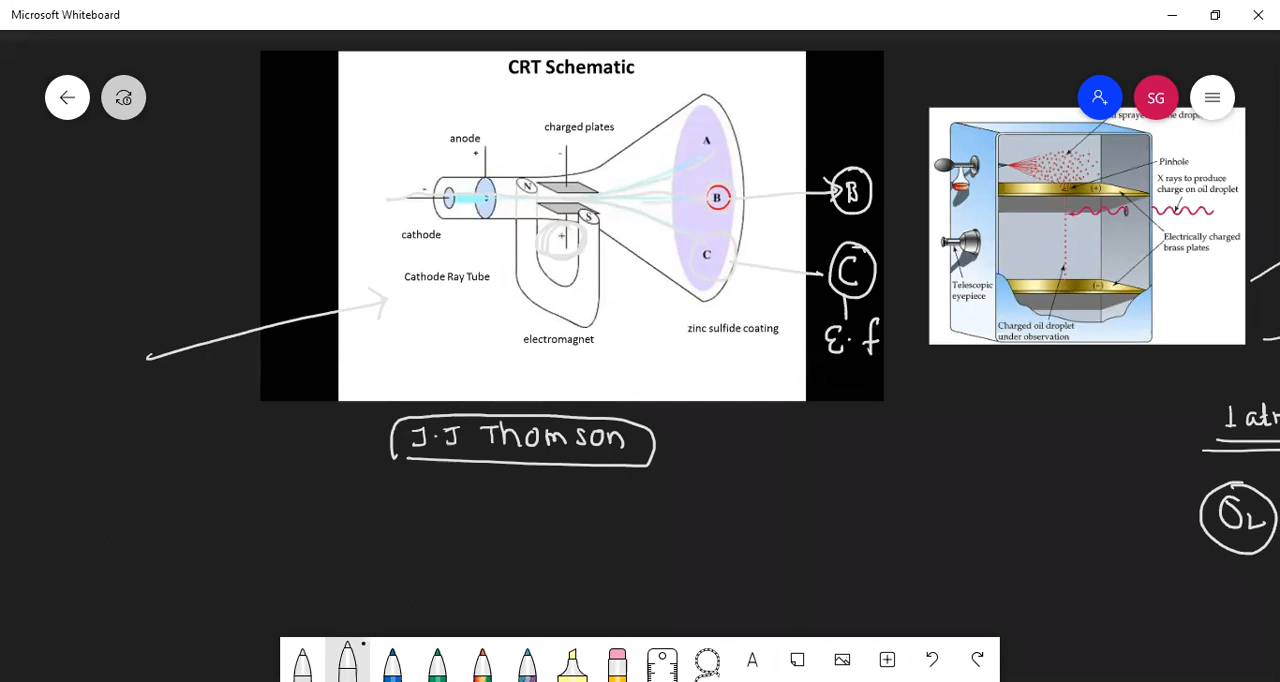 Microsoft Whiteboard
SG
CRT Schematic
anode
+
charged plates
-
-
N
S
+
A
B
C
cathode
Cathode Ray Tube
electromagnet
zinc sulfide coating
B
C
E.f
J.J Thomson
Pinhole
X rays to produce
charge on oil droplet
(+)
Electrically charged
brass plates
(-)
Telescopic
eyepiece
Charged oil droplet
under observation
1 at
O2
A